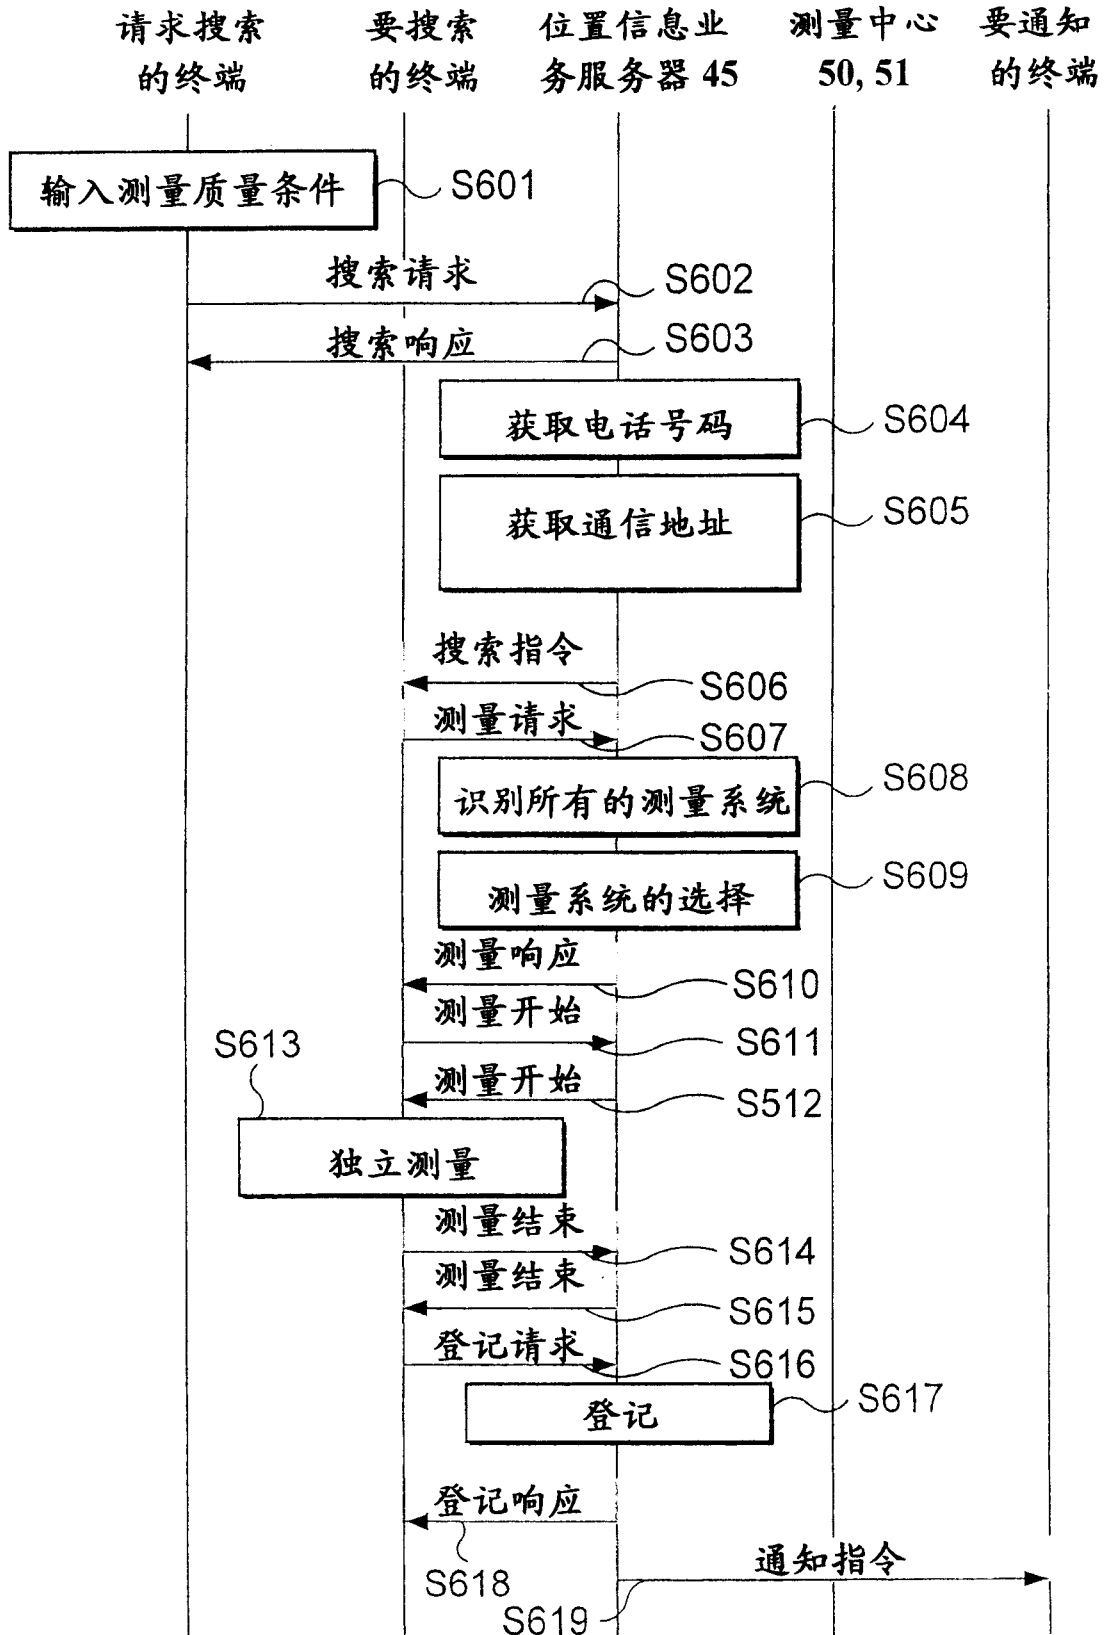 请求搜索
的终端
要搜索
的终端
位置信息业
务服务器 45
测量中心
50, 51
要通知
的终端
输入测量质量条件
S601
搜索请求
S602
搜索响应
S603
获取电话号码
S604
获取通信地址
S605
搜索指令
S606
测量请求
S607
识别所有的测量系统
S608
测量系统的选择
S609
测量响应
S610
测量开始
S611
测量开始
S512
S613
独立测量
测量结束
S614
测量结束
S615
登记请求
S616
登记
S617
登记响应
S618
通知指令
S619